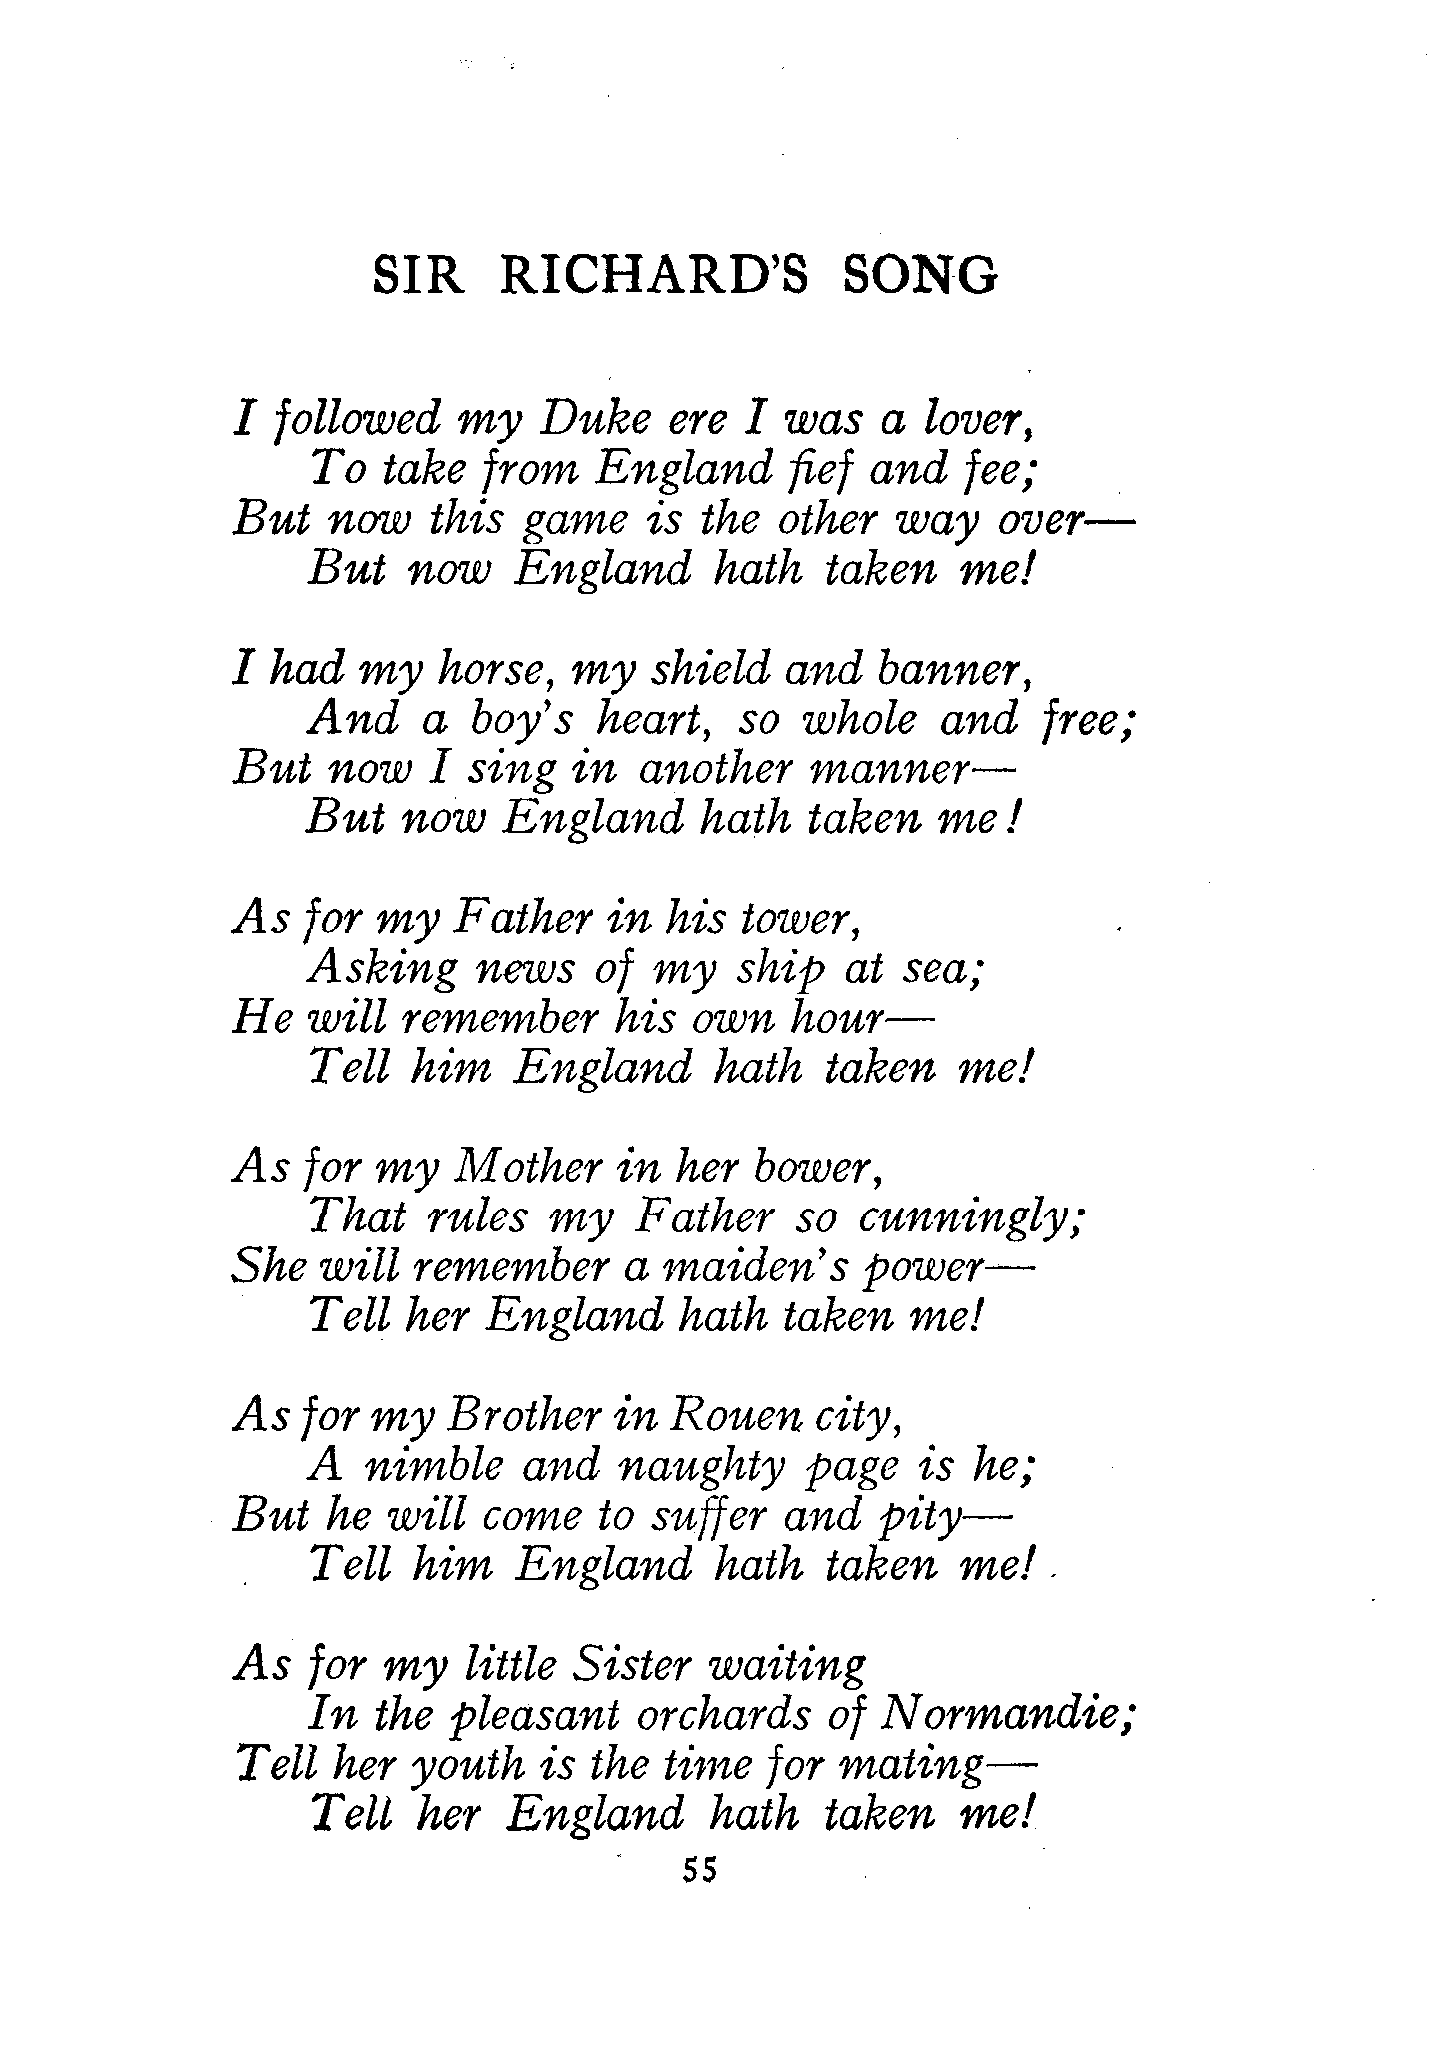 SIR RICHARD'S SONG
I followed my Duke ere I was a lover,
To take from England fief and fee;
But now this game is the other way over—
But now England hath taken me!
I had my horse, my shield and banner,
And a boy's heart, so whole and free;
But now I sing in another manner—
But now England hath taken me!
As for my Father in his tower,
Asking news of my ship at sea;
He will remember his own hour—
Tell him England hath taken me!
As for my Mother in her bower,
That rules my Father so cunningly;
She will remember a maiden's power—
Tell her England hath taken me!
As for my Brother in Rouen city,
A nimble and naughty page is he;
But he will come to suffer and pity—
Tell him England hath taken me!
As for my little Sister waiting
In the pleasant orchards of Normandie;
Tell her youth is the time for mating—
Tell her England hath taken me!
55